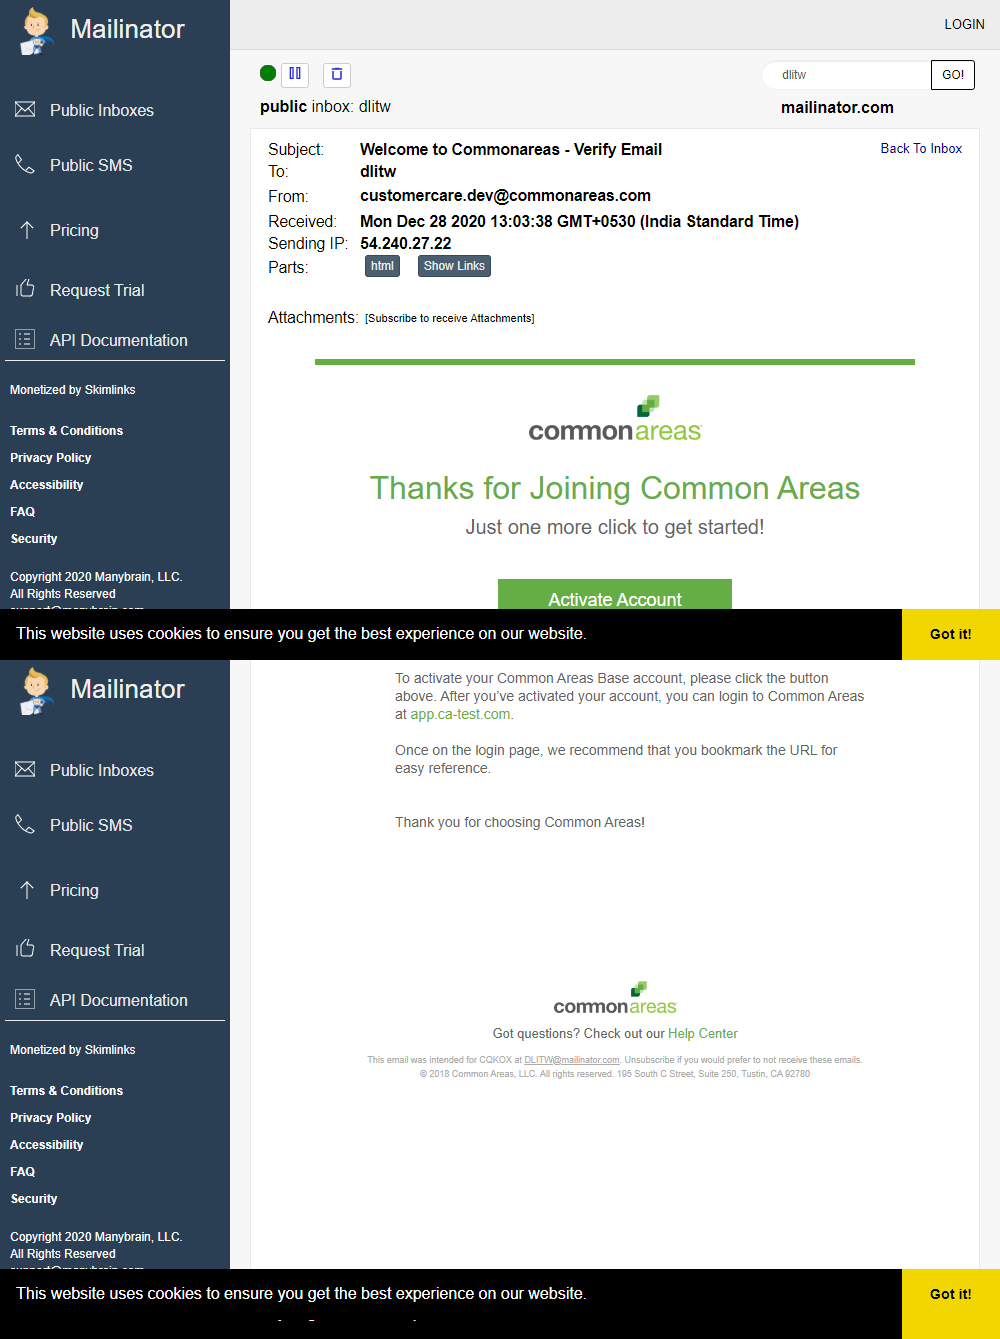 Mailinator
LOGIN
dlitw
GO!
public inbox: dlitw
mailinator.com
Public Inboxes
Public SMS
Pricing
Request Trial
API Documentation
Monetized by Skimlinks
Terms & Conditions
Privacy Policy
Accessibility
FAQ
Security
Copyright 2020 Manybrain, LLC.
All Rights Reserved
Subject: Welcome to Commonareas - Verify Email
Back To Inbox
To: dlitw
From: customercare.dev@commonareas.com
Received: Mon Dec 28 2020 13:03:38 GMT+0530 (India Standard Time)
Sending IP: 54.240.27.22
Parts: html Show Links
Attachments: [Subscribe to receive Attachments]
commonareas
Thanks for Joining Common Areas
Just one more click to get started!
Activate Account
This website uses cookies to ensure you get the best experience on our website.
Got it!
Mailinator
Public Inboxes
Public SMS
Pricing
Request Trial
API Documentation
Monetized by Skimlinks
Terms & Conditions
Privacy Policy
Accessibility
FAQ
Security
Copyright 2020 Manybrain, LLC.
All Rights Reserved
To activate your Common Areas Base account, please click the button
above. After you've activated your account, you can login to Common Areas
at app.ca-test.com.
Once on the login page, we recommend that you bookmark the URL for
easy reference.
Thank you for choosing Common Areas!
commonareas
Got questions? Check out our Help Center
This email was intended for CQKOX at DLITW@mailinator.com. Unsubscribe if you would prefer to not receive these emails.
© 2018 Common Areas, LLC. All rights reserved. 195 South C Street, Suite 250, Tustin, CA 92780
This website uses cookies to ensure you get the best experience on our website.
Got it!